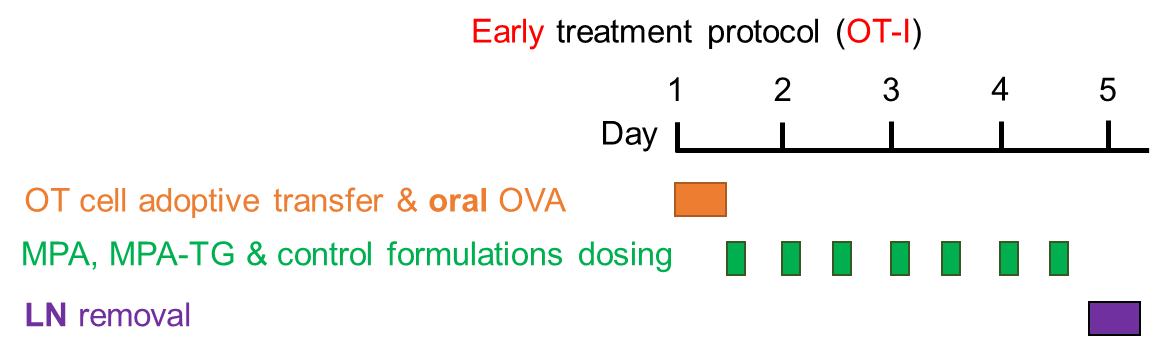 Early treatment protocol (OT-I)
1 2 3 4 5
Day
OT cell adoptive transfer & oral OVA
MPA, MPA-TG & control formulations dosing
LN removal